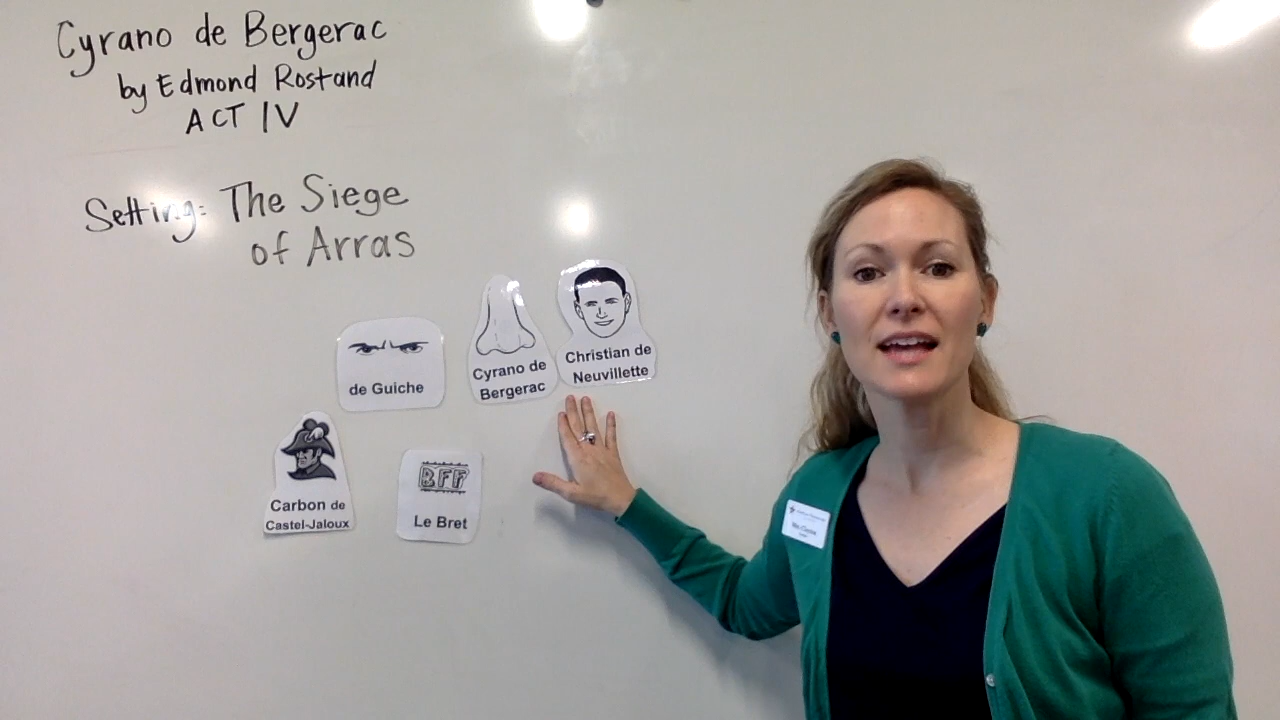 Cyrano de Bergerac
by Edmond Rostand
ACT IV
Setting: The Siege
of Arras
de Guiche
Cyrano de
Bergerac
Christian de
Neuvillette
Carbon de
Castel-Jaloux
BFF
Le Bret